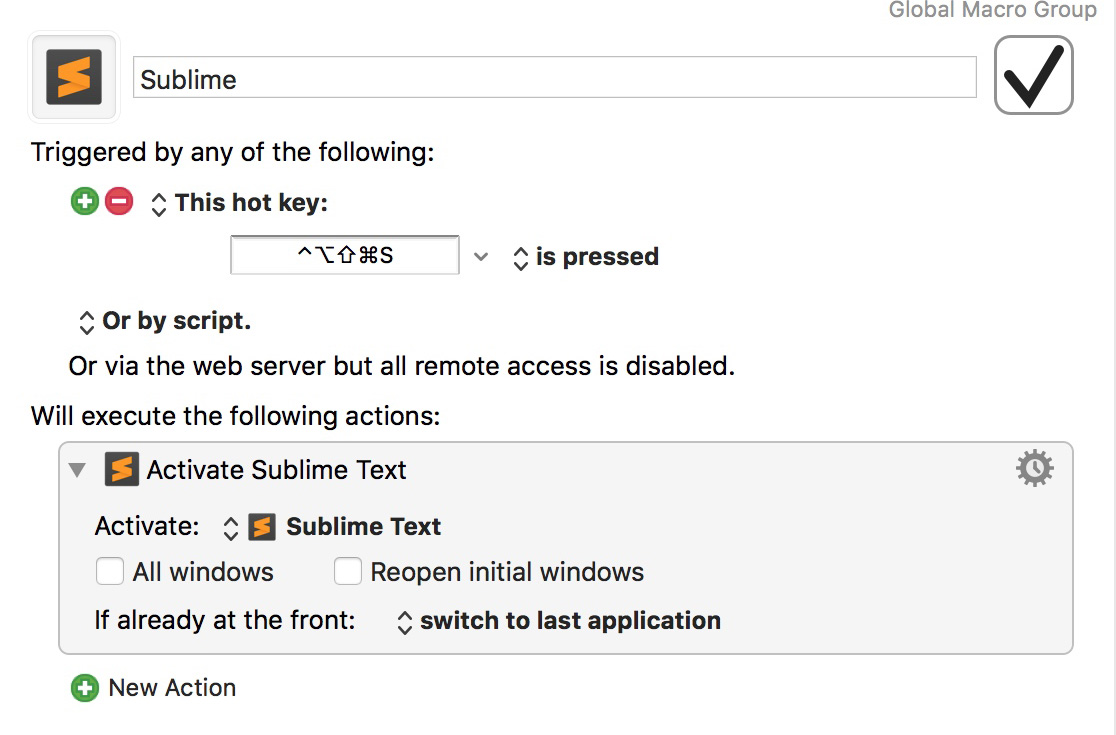 Global Macro Group
Sublime
Triggered by any of the following:
This hot key:
^⌥⇧⌘S
is pressed
Or by script.
Or via the web server but all remote access is disabled.
Will execute the following actions:
Activate Sublime Text
Activate: Sublime Text
All windows Reopen initial windows
If already at the front: switch to last application
New Action